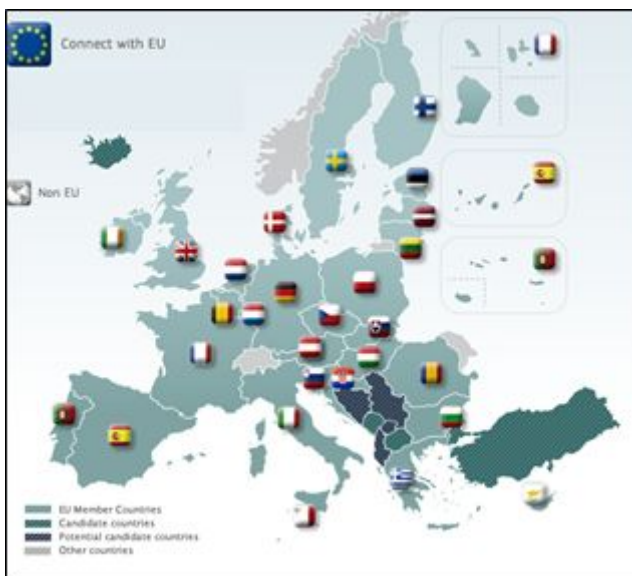 Connect with EU
Non EU
EU Member Countries
Candidate countries
Potential candidate countries
Other countries